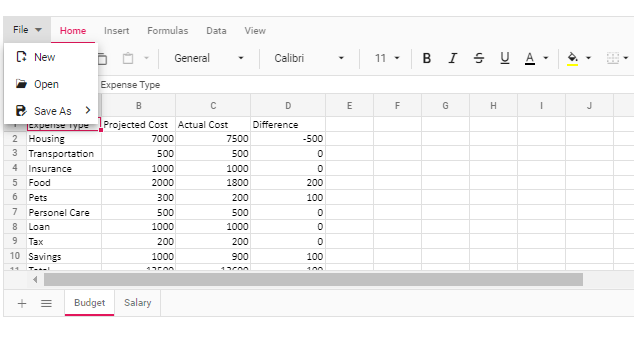 File Home Insert Formulas Data View
New General Calibri 11 B I S U A
Open Expense Type
Save As B C D E F G H I J
1 Expense Type Projected Cost Actual Cost Difference
2 Housing 7000 7500 -500
3 Transportation 500 500 0
4 Insurance 1000 1000 0
5 Food 2000 1800 200
6 Pets 300 200 100
7 Personel Care 500 500 0
8 Loan 1000 1000 0
9 Tax 200 200 0
10 Savings 1000 900 100
11 Total
Budget Salary